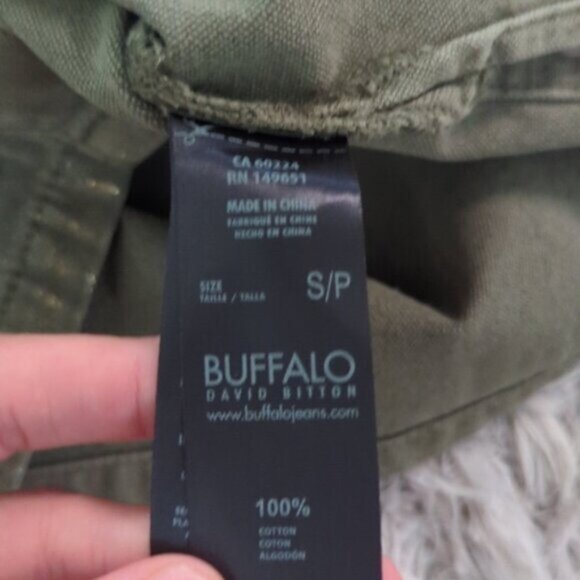 CA 60224
RN 149651
MADE IN CHINA
FABRIQUÉ EN CHINE
HECHO EN CHINA
SIZE
TAILLE / TALLA
S/P
BUFFALO
DAVID BITTON
www.buffalojeans.com
100%
COTTON
COTON
ALGODÓN